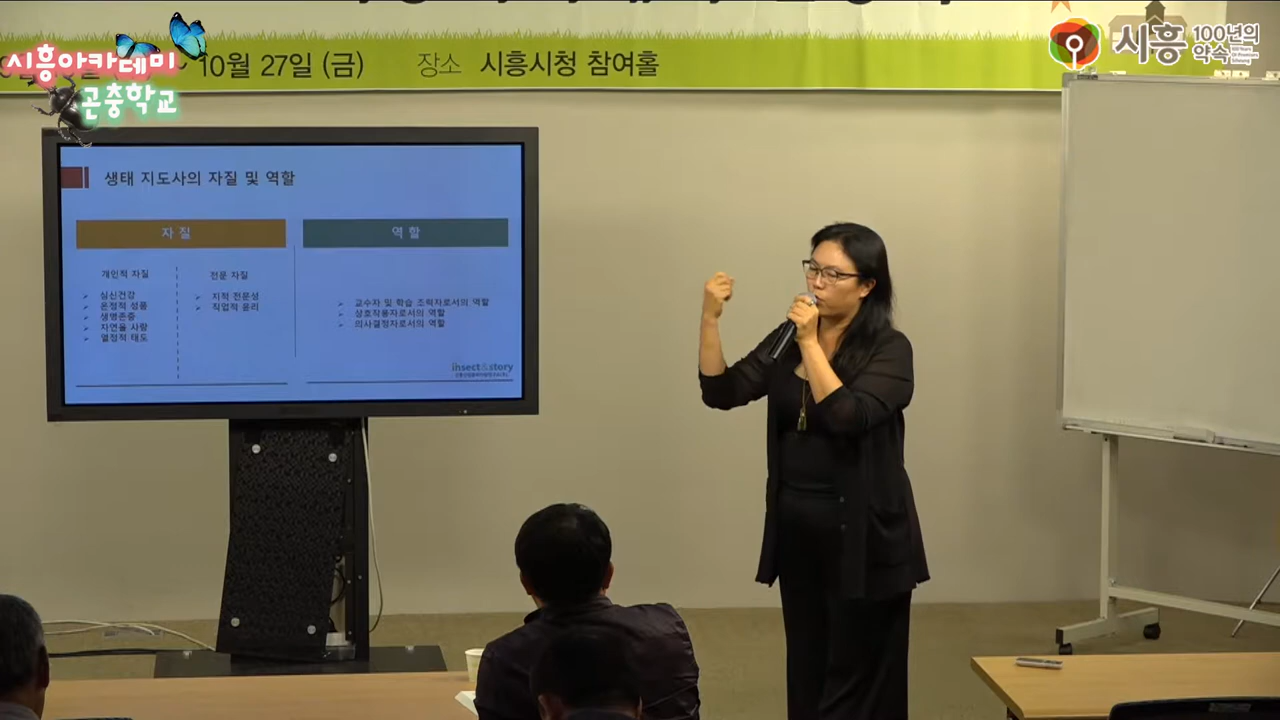 10월 27일 (금) 장소 시흥시청 참여홀
시흥아카데미
곤충학교
시흥 100년의
약속
생태 지도사의 자질 및 역할
자 질
역 할
개인적 자질
전문 자질
심신건강
온정적 성품
생명존중
자연을 사랑
열정적 태도
지적 전문성
직업적 윤리
교수자 및 학습 조력자로서의 역할
상호작용자로서의 역할
의사결정자로서의 역할
insect&story